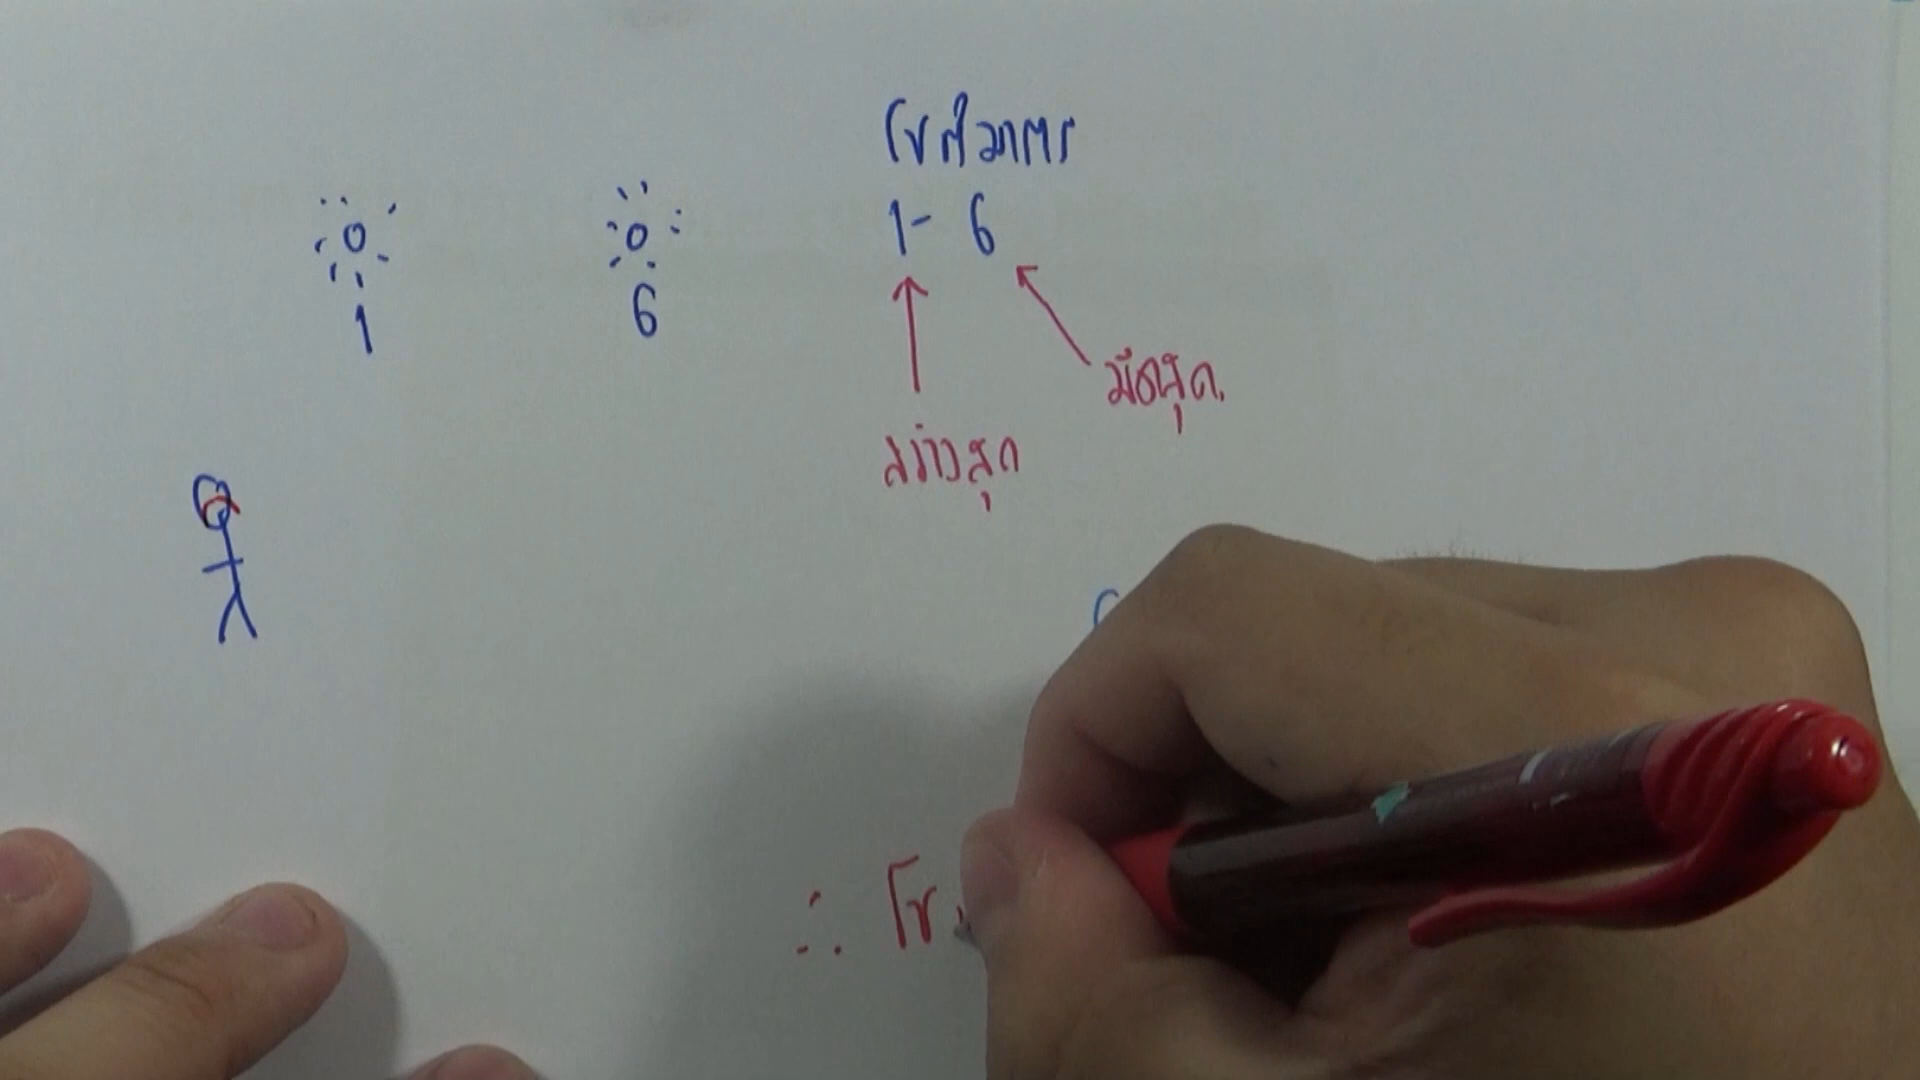 โชติมาตร
1 - 6
1
6
มืดสุด
สว่างสุด
∴ โช